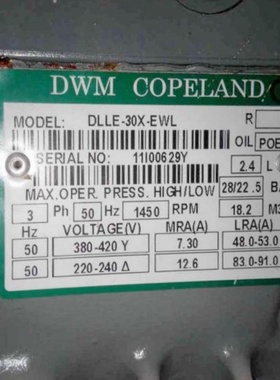 DWM COPELAND
MODEL: DLLE-30X-EWL R
OIL POE
SERIAL NO: 11I00629Y 2.4 L
MAX.OPER. PRESS. HIGH/LOW 28/22.5 BA
3 Ph 50 Hz 1450 RPM 18.2 M3
Hz VOLTAGE(V) MRA(A) LRA(A)
50 380-420 Y 7.30 48.0-53.0
50 220-240 Δ 12.6 83.0-91.0